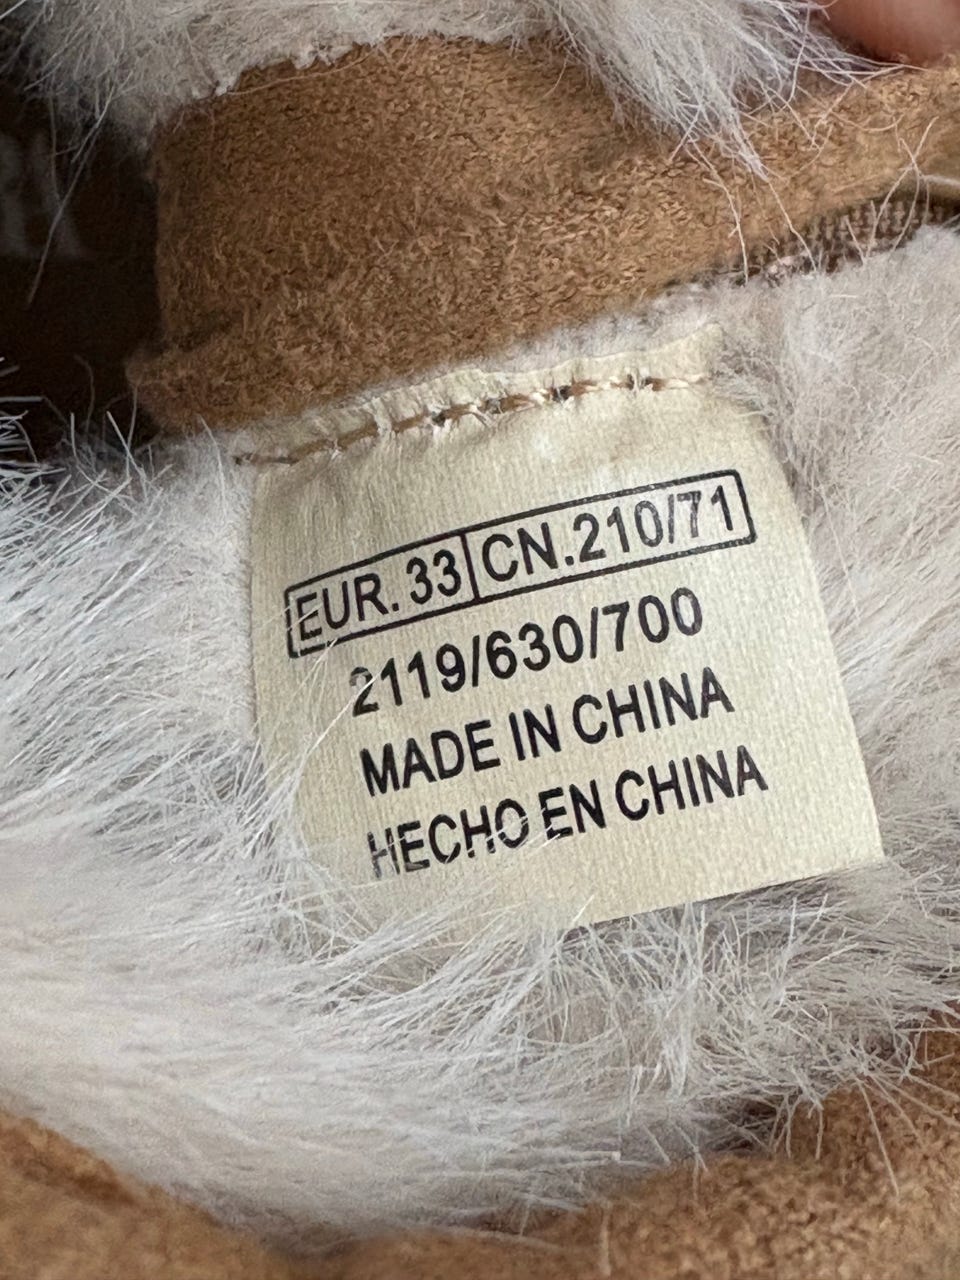 EUR. 33 CN.210/71
2119/630/700
MADE IN CHINA
HECHO EN CHINA